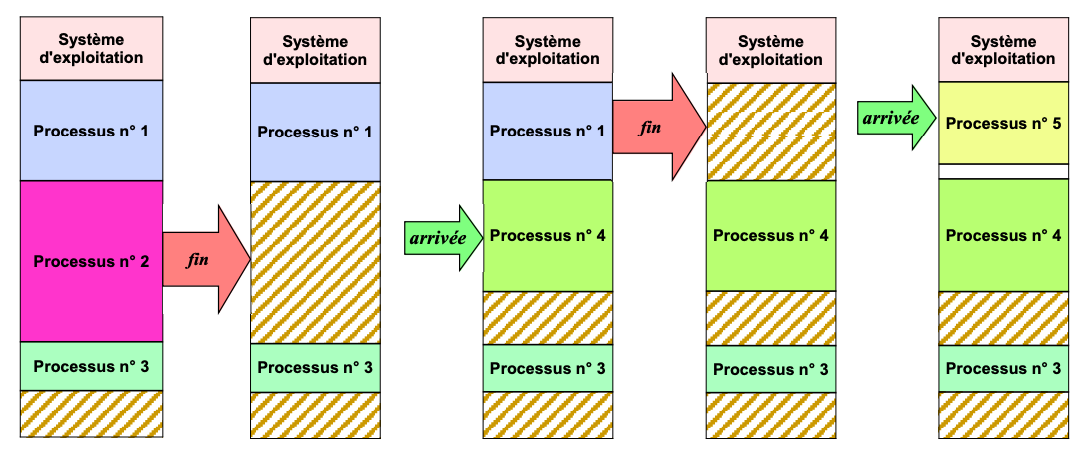 Système
d'exploitation
Processus n° 1
Processus n° 2
fin
Processus n° 3
Système
d'exploitation
Processus n° 1
Processus n° 3
arrivée
Système
d'exploitation
Processus n° 1
fin
Processus n° 4
Processus n° 3
Système
d'exploitation
Processus n° 4
Processus n° 3
arrivée
Système
d'exploitation
Processus n° 5
Processus n° 4
Processus n° 3